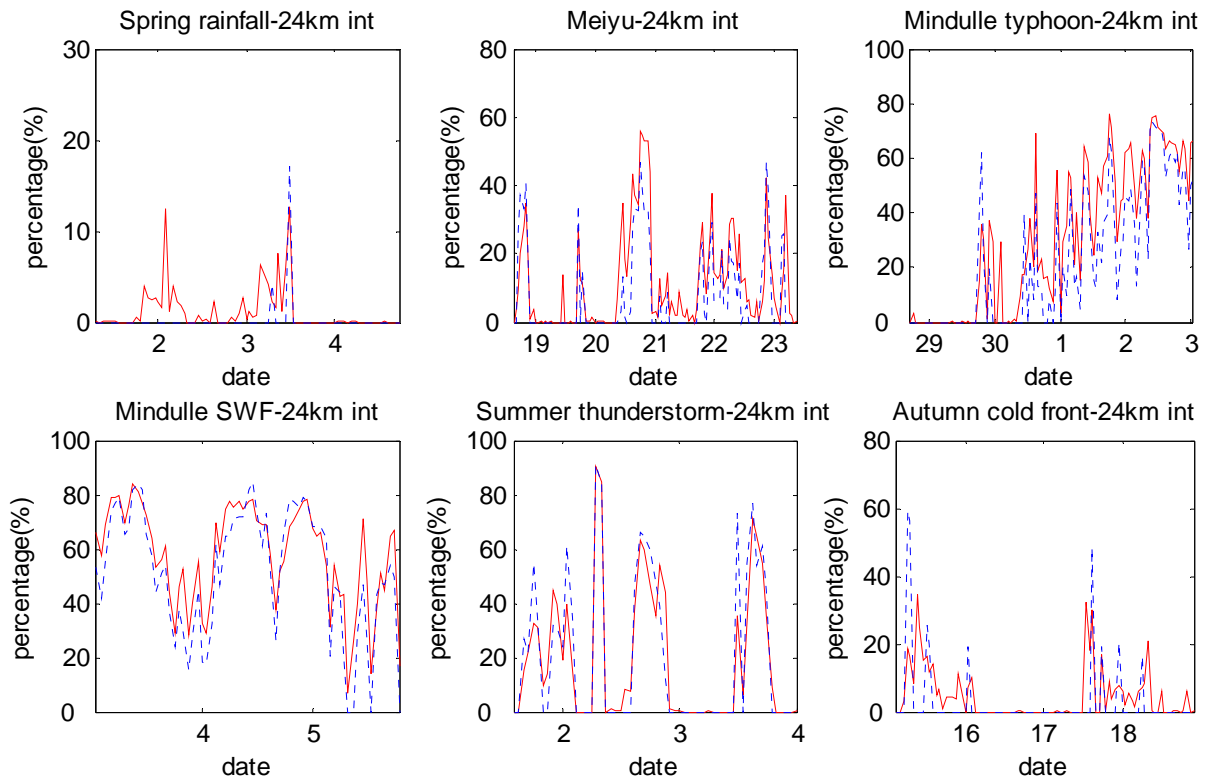 Spring rainfall-24km int
percentage(%)
30
20
10
0
2
3
4
date
Meiyu-24km int
percentage(%)
80
60
40
20
0
19
20
21
22
23
date
Mindulle typhoon-24km int
percentage(%)
100
80
60
40
20
0
29
30
1
2
3
date
Mindulle SWF-24km int
percentage(%)
100
80
60
40
20
0
4
5
date
Summer thunderstorm-24km int
percentage(%)
100
80
60
40
20
0
2
3
4
date
Autumn cold front-24km int
percentage(%)
80
60
40
20
0
16
17
18
date